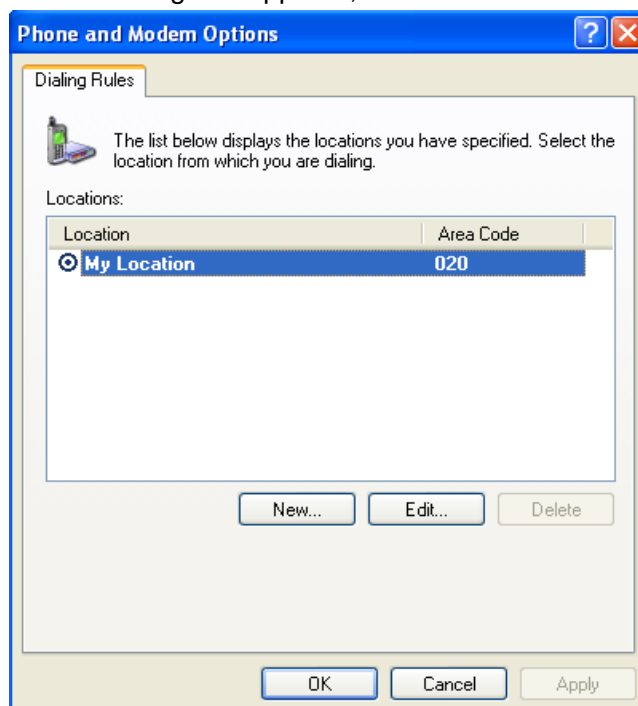 Phone and Modem Options
Dialing Rules
The list below displays the locations you have specified. Select the
location from which you are dialing.
Locations:
Location Area Code
My Location 020
New... Edit... Delete
OK Cancel Apply